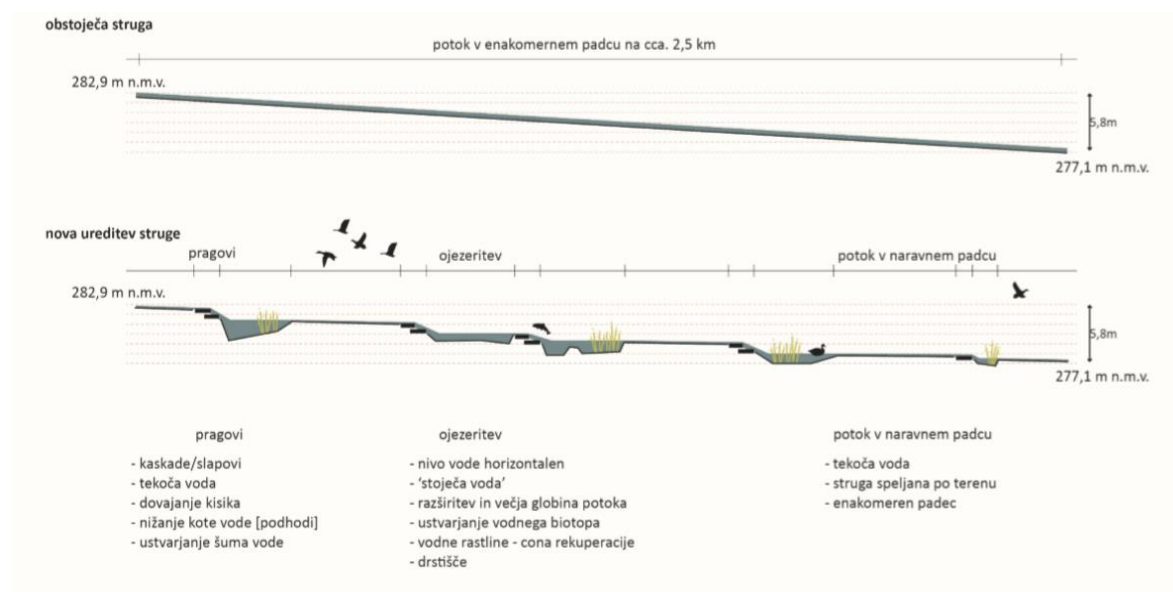 obstoječa struga
potok v enakomernem padcu na cca. 2,5 km
282,9 m n.m.v.
5,8m
277,1 m n.m.v.
nova ureditev struge
pragovi
ojezeritev
potok v naravnem padcu
282,9 m n.m.v.
5,8m
277,1 m n.m.v.
pragovi
- kaskade/slapovi
- tekoča voda
- dovajanje kisika
- nižanje kote vode [podhodi]
- ustvarjanje šuma vode
ojezeritev
- nivo vode horizontalen
- ‘stoječa voda’
- razširitev in večja globina potoka
- ustvarjanje vodnega biotopa
- vodne rastline - cona rekuperacije
- drstišče
potok v naravnem padcu
- tekoča voda
- struga speljana po terenu
- enakomeren padec